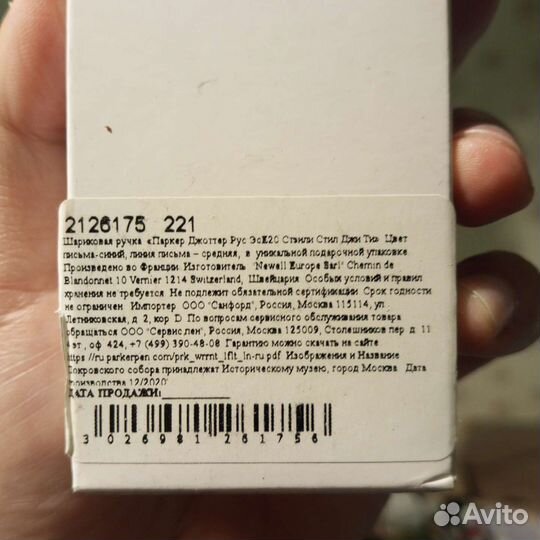 2126175 221
Шариковая ручка «Паркер Джоттер Рус ЭсЕ20 Стэили Стил Джи Ти» Цвет
письма-синий, линия письма – средняя, в уникальной подарочной упаковке.
Произведено во Франции Изготовитель "Newell Europe Sarl" Chemin de
Blandonnet 10 Vernier 1214 Switzerland, Швейцария Особых условий и правил
хранения не требуется Не подлежит обязательной сертификации Срок годности
не ограничен Импортер ООО "Санфорд", Россия, Москва 115114, ул.
Летниковская, д. 2, кор D По вопросам сервисного обслуживания товара
обращаться ООО "Сервис лен", Россия, Москва 125009, Столешников пер д. 11
эт., оф 424, +7 (499) 390-48-08 Гарантию можно скачать на сайте
https://ru.parkerpen.com/prk_wrrnt_lflt_in-ru.pdf Изображения и Название
Покровского собора принадлежат Историческому музею, город Москва Дата
производства 12/2020
ДАТА ПРОДАЖИ:__________
3 026981 261756
Avito